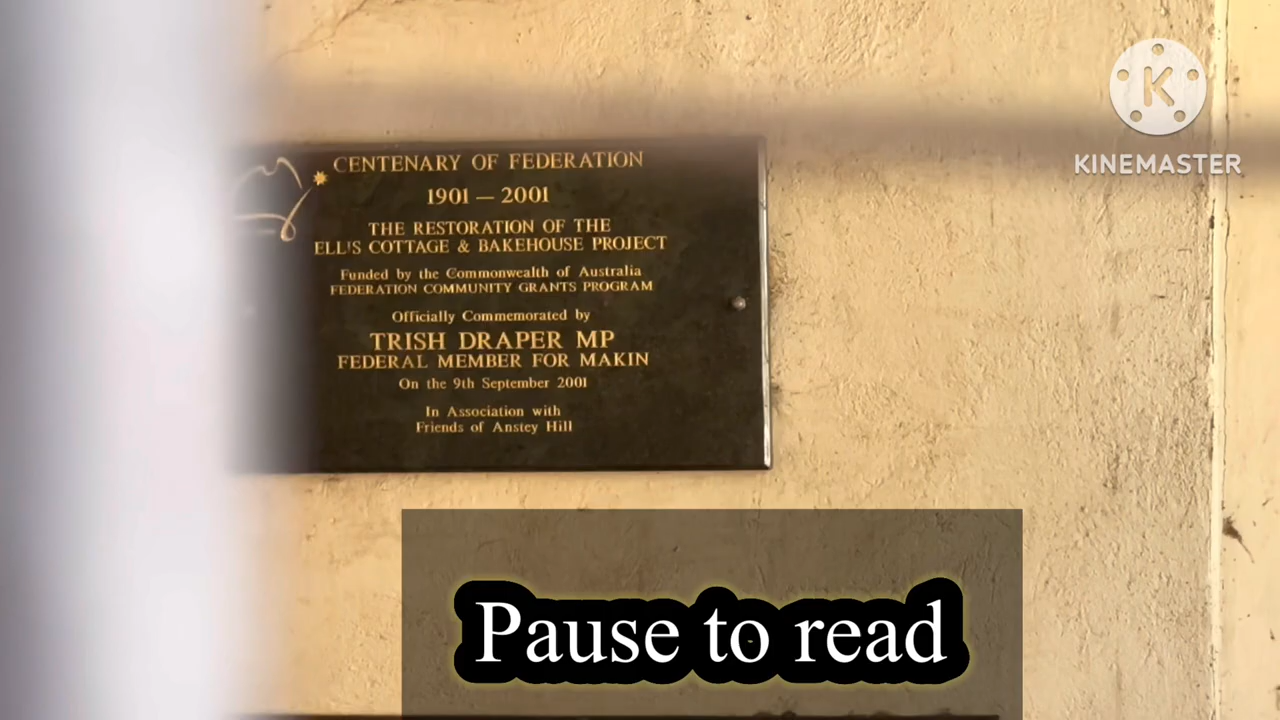 CENTENARY OF FEDERATION
1901 — 2001
THE RESTORATION OF THE
ELLIS COTTAGE & BAKEHOUSE PROJECT
Funded by the Commonwealth of Australia
FEDERATION COMMUNITY GRANTS PROGRAM
Officially Commemorated by
TRISH DRAPER MP
FEDERAL MEMBER FOR MAKIN
On the 9th September 2001
In Association with
Friends of Anstey Hill
K
KINEMASTER
Pause to read